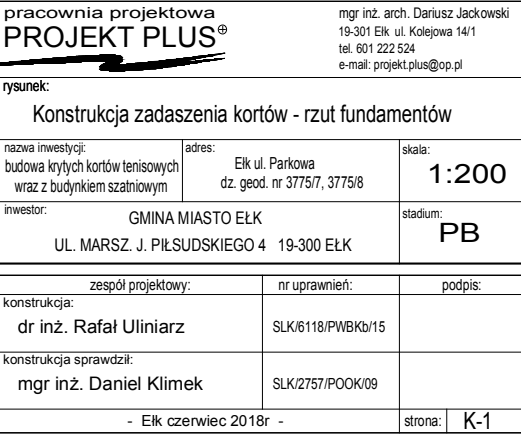 pracownia projektowa
PROJEKT PLUS⊕
mgr inż. arch. Dariusz Jackowski
19-301 Ełk ul. Kolejowa 14/1
tel. 601 222 524
e-mail: projekt.plus@op.pl
rysunek:
Konstrukcja zadaszenia kortów - rzut fundamentów
nazwa inwestycji:
budowa krytych kortów tenisowych
wraz z budynkiem szatniowym
adres:
Ełk ul. Parkowa
dz. geod. nr 3775/7, 3775/8
skala:
1:200
inwestor:
GMINA MIASTO EŁK
UL. MARSZ. J. PIŁSUDSKIEGO 4 19-300 EŁK
stadium:
PB
zespół projektowy:
nr uprawnień:
podpis:
konstrukcja:
dr inż. Rafał Uliniarz
SLK/6118/PWBKb/15
konstrukcja sprawdził:
mgr inż. Daniel Klimek
SLK/2757/POOK/09
- Ełk czerwiec 2018r -
strona:
K-1